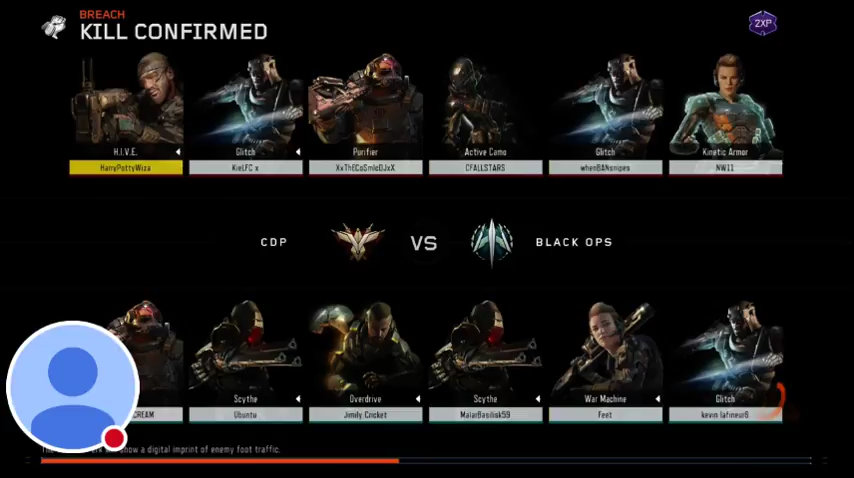 BREACH
KILL CONFIRMED
2XP
H.I.V.E.
Glitch
Purifier
Active Camo
Glitch
Kinetic Armor
HarryPottyWiza
KieLFC x
XxThECoSmIcDJxX
CFALLSTARS
whenBANsnipes
NW11
CDP
VS
BLACK OPS
Scythe
Overdrive
Scythe
War Machine
Glitch
CREAM
Ubuntu
Jimily.Cricket
MalarBasilisk59
Feet
kevin lafineur6
show a digital imprint of enemy foot traffic.